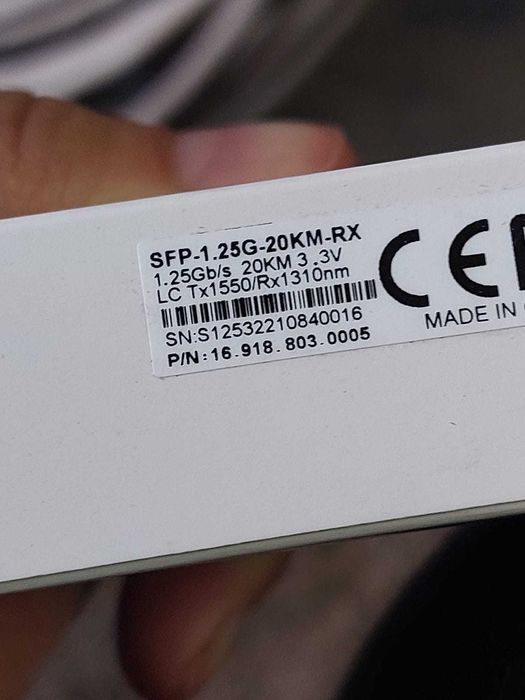 SFP-1.25G-20KM-RX
1.25Gb/s 20KM 3.3V
LC Tx1550/Rx1310nm
SN:S12532210840016
P/N:16.918.803.0005
CE
MADE IN